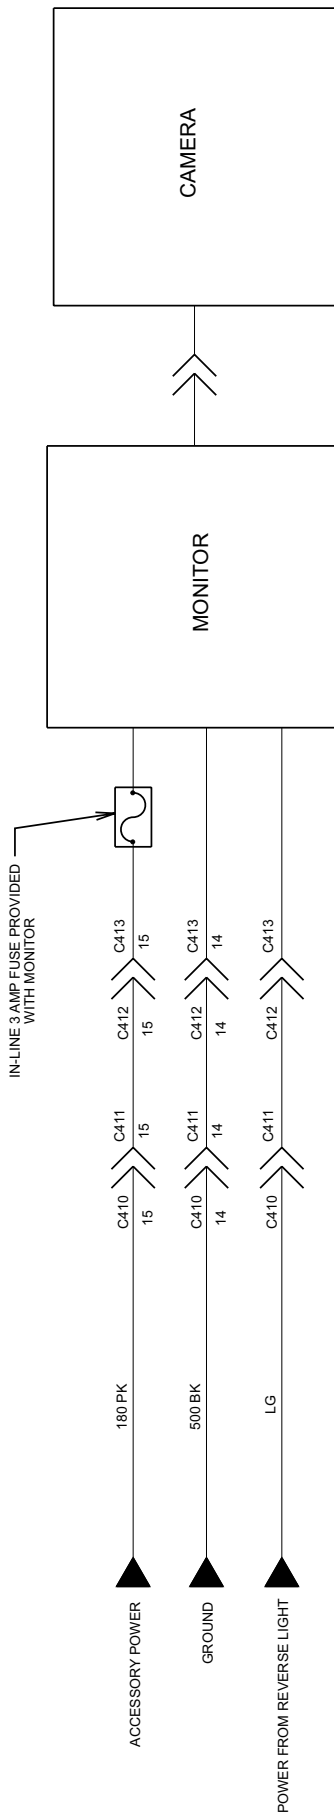 CAMERA
MONITOR
IN-LINE 3 AMP FUSE PROVIDED
WITH MONITOR
C413
15
C412
15
C411
15
C410
15
180 PK
ACCESSORY POWER
C413
14
C412
14
C411
14
C410
14
500 BK
GROUND
C413
C412
C411
C410
LG
POWER FROM REVERSE LIGHT